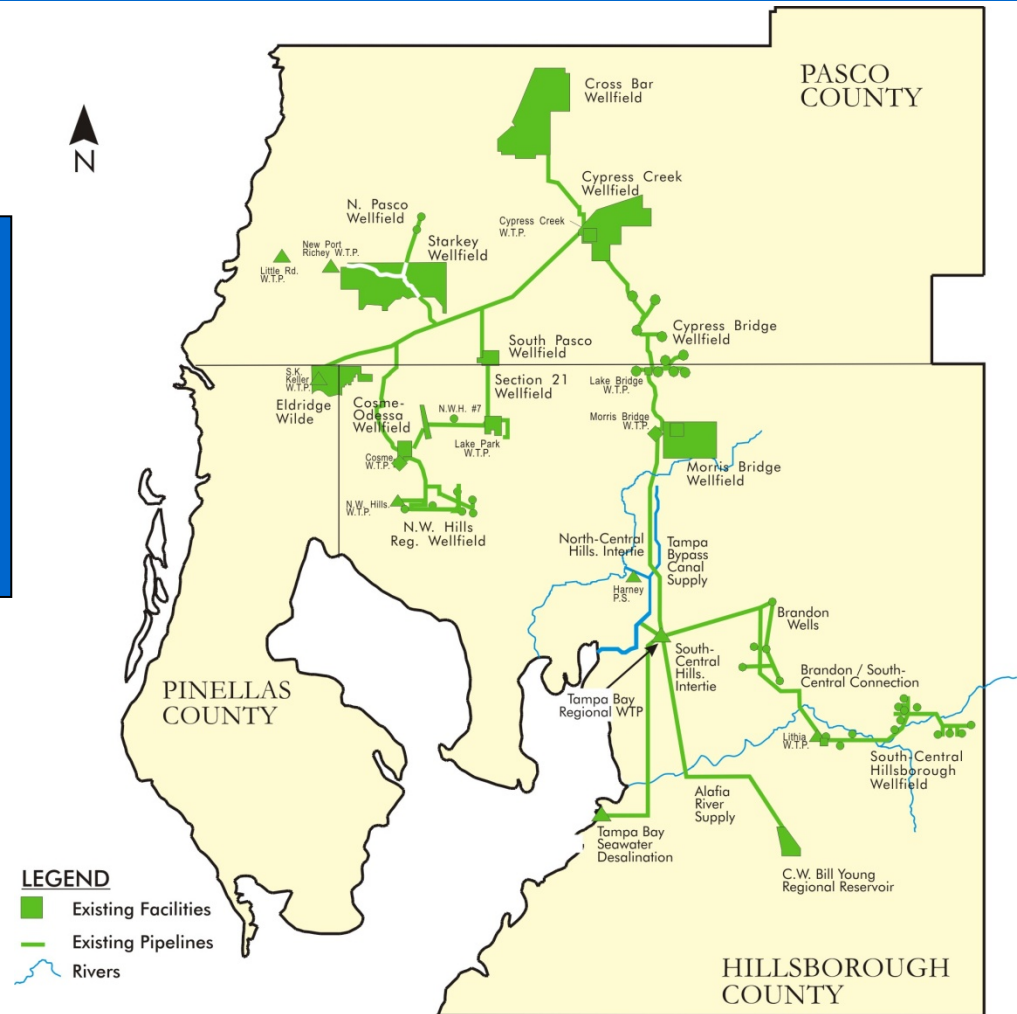 PASCO
COUNTY
Cross Bar
Wellfield
N
Cypress Creek
Wellfield
Cypress Creek
W.T.P.
N. Pasco
Wellfield
New Port
Richey W.T.P.
Starkey
Wellfield
Little Rd.
W.T.P.
Cypress Bridge
Wellfield
South Pasco
Wellfield
S.K.
Keller
W.T.P.
Eldridge
Wilde
Cosme-
Odessa
Wellfield
N.W.H. #7
Section 21
Wellfield
Lake Bridge
W.T.P.
Morris Bridge
W.T.P.
Lake Park
W.T.P.
Cosme
W.T.P.
Morris Bridge
Wellfield
N.W. Hills.
W.T.P.
N.W. Hills
Reg. Wellfield
North-Central
Hills. Intertie
Tampa
Bypass
Canal
Supply
Harney
P.S.
Brandon
Wells
South-
Central
Hills.
Intertie
Brandon / South-
Central Connection
Tampa Bay
Regional WTP
PINELLAS
COUNTY
Lithia
W.T.P.
South-Central
Hillsborough
Wellfield
Alafia
River
Supply
Tampa Bay
Seawater
Desalination
C.W. Bill Young
Regional Reservoir
LEGEND
Existing Facilities
Existing Pipelines
Rivers
HILLSBOROUGH
COUNTY